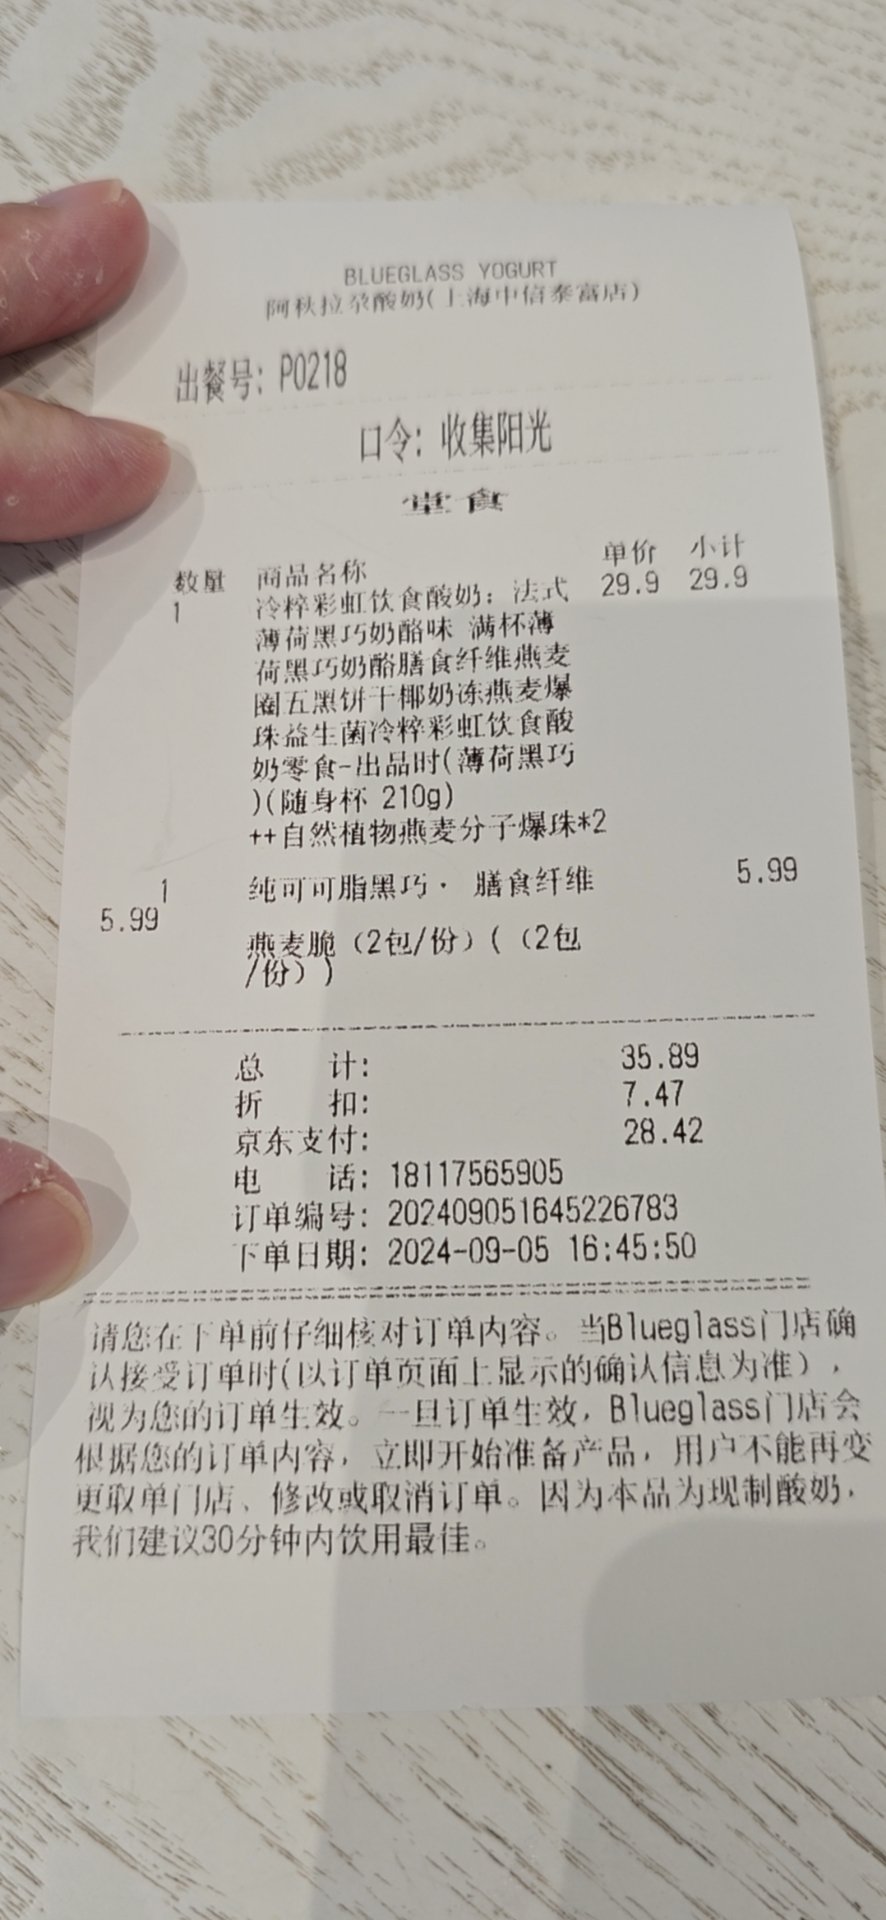 BLUEGLASS YOGURT
阿秋拉尕酸奶(上海中信泰富店)
出餐号: P0218
口令: 收集阳光
堂食
数量 商品名称 单价 小计
1 冷粹彩虹饮食酸奶: 法式 29.9 29.9
薄荷黑巧奶酪味 满杯薄
荷黑巧奶酪膳食纤维燕麦
圈五黑饼干椰奶冻燕麦爆
珠益生菌冷粹彩虹饮食酸
奶零食-出品时(薄荷黑巧
)(随身杯 210g)
++自然植物燕麦分子爆珠*2
1 纯可可脂黑巧· 膳食纤维 5.99
5.99
燕麦脆（2包/份）(（2包
/份）)
总 计: 35.89
折 扣: 7.47
京东支付: 28.42
电 话: 18117565905
订单编号: 202409051645226783
下单日期: 2024-09-05 16:45:50
请您在下单前仔细核对订单内容。当Blueglass门店确
认接受订单时(以订单页面上显示的确认信息为准)，
视为您的订单生效。一旦订单生效，Blueglass门店会
根据您的订单内容，立即开始准备产品，用户不能再变
更取单门店、修改或取消订单。因为本品为现制酸奶，
我们建议30分钟内饮用最佳。